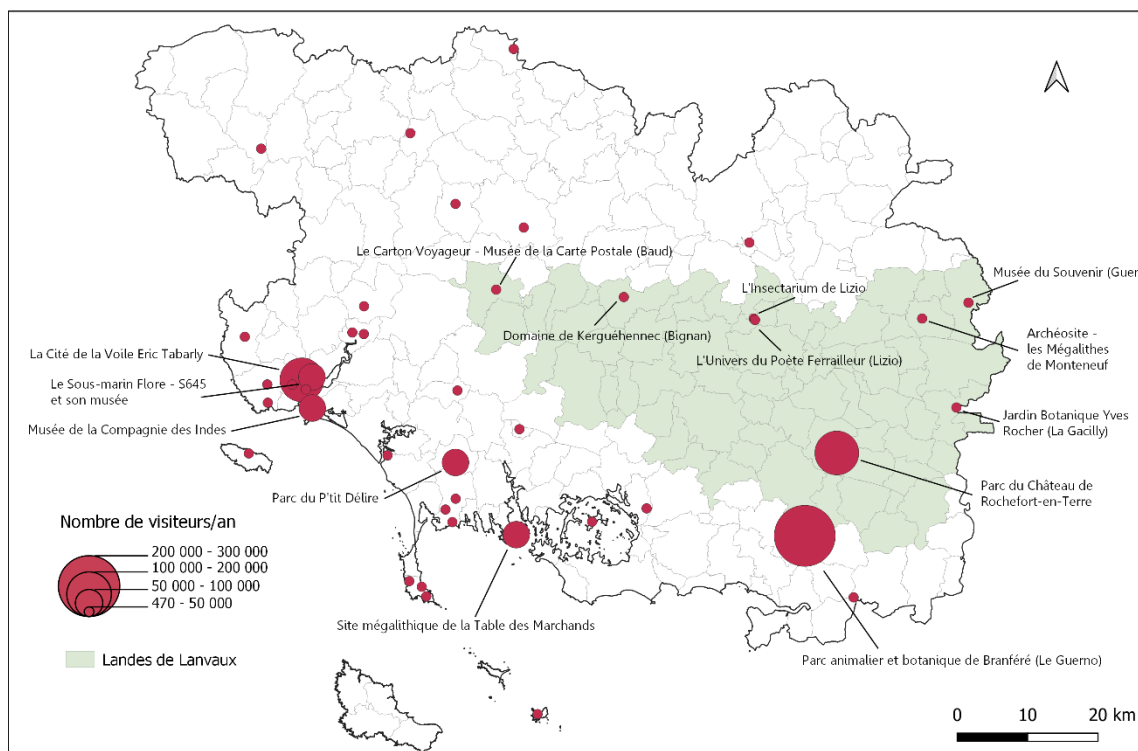 Le Carton Voyageur - Musée de la Carte Postale (Baud)
Musée du Souvenir (Guer
L'Insectarium de Lizio
Domaine de Kerguéhennec (Bignan)
L'Univers du Poète Ferrailleur (Lizio)
Archéosite -
les Mégalithes
de Monteneuf
La Cité de la Voile Eric Tabarly
Le Sous-marin Flore - S645
et son musée
Musée de la Compagnie des Indes
Jardin Botanique Yves
Rocher (La Gacilly)
Parc du P'tit Délire
Parc du Château de
Rochefort-en-Terre
Nombre de visiteurs/an
200 000 - 300 000
100 000 - 200 000
50 000 - 100 000
470 - 50 000
Site mégalithique de la Table des Marchands
Landes de Lanvaux
Parc animalier et botanique de Branféré (Le Guerno)
0 10 20 km